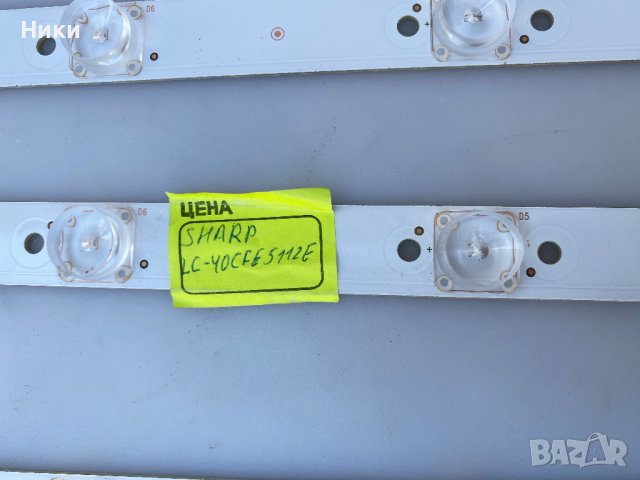 Ники
D6
+
D6
ЦЕНА
SHARP
LC-40CFE5112E
+
D5
BAZAR